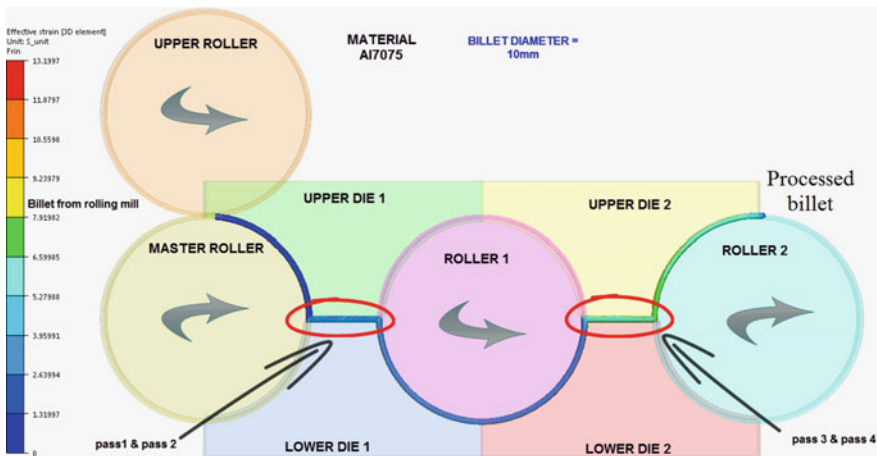 Effective strain [3D element]
Unit: S_unit
Frin
13.1997
11.8797
10.5598
9.23979
7.91982
6.59985
5.27988
3.95991
2.63994
1.31997
0
UPPER ROLLER
MATERIAL
Al7075
BILLET DIAMETER =
10mm
Billet from rolling mill
UPPER DIE 1
UPPER DIE 2
Processed
billet
MASTER ROLLER
ROLLER 1
ROLLER 2
pass1 & pass 2
LOWER DIE 1
LOWER DIE 2
pass 3 & pass 4